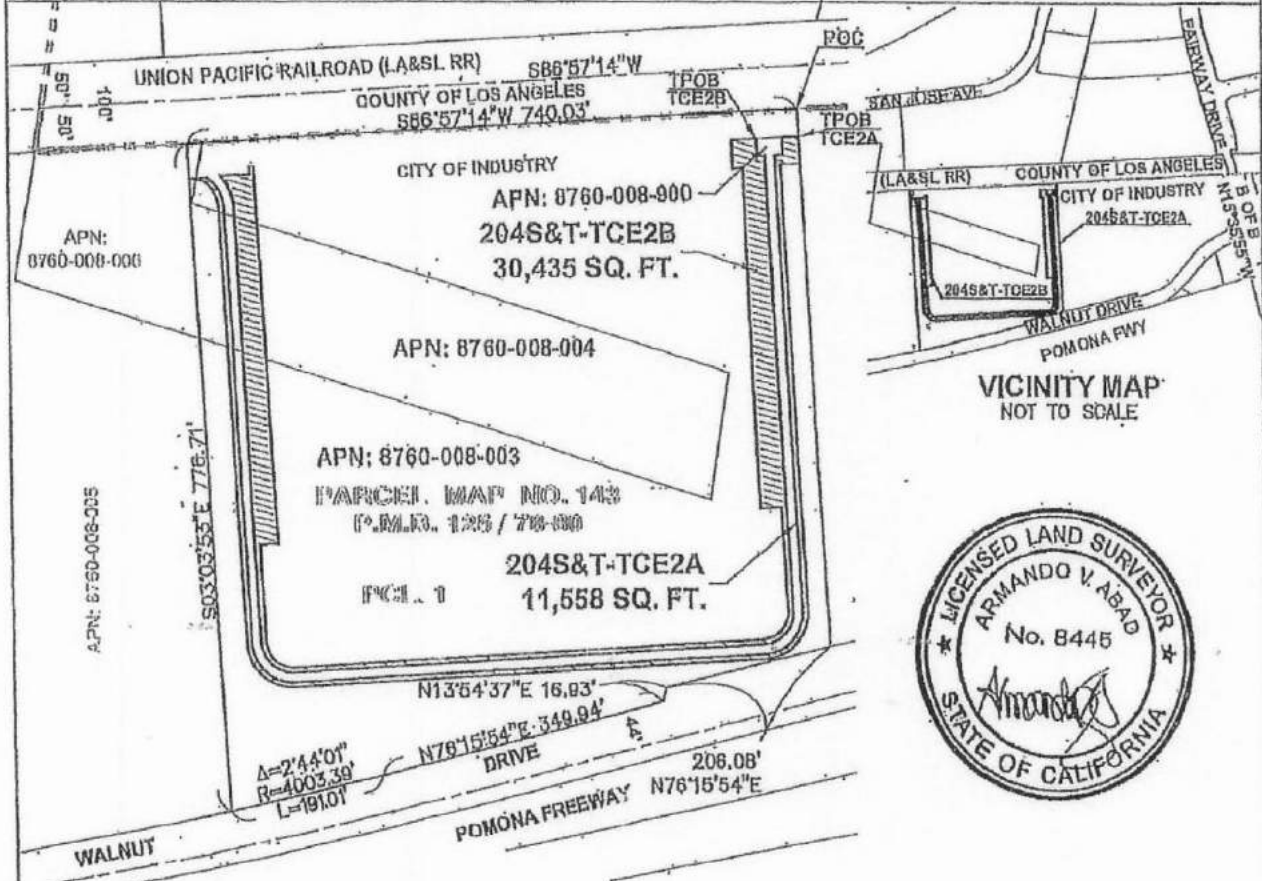 UNION PACIFIC RAILROAD (LA&SL RR)
S86°57'14"W
COUNTY OF LOS ANGELES
S86°57'14"W 740.03'
50' 50'
100'
POC
TPOB
TCE2B
TPOB
TCE2A
SAN JOSE AVE
FAIRWAY DRIVE
CITY OF INDUSTRY
APN: 8760-008-900
204S&T-TCE2B
30,435 SQ. FT.
APN:
8760-008-006
APN: 8760-008-004
APN: 8760-008-003
PARCEL MAP NO. 143
P.M.B. 125 / 78-80
PCL. 1
204S&T-TCE2A
11,558 SQ. FT.
S03°03'55"E 776.71'
APN: 8760-008-005
N13°54'37"E 16.93'
N76°15'54"E 349.94'
44'
DRIVE
Δ=2°44'01"
R=4003.39'
L=191.01'
206.08'
N76°15'54"E
POMONA FREEWAY
WALNUT
(LA&SL RR)
COUNTY OF LOS ANGELES
CITY OF INDUSTRY
204S&T-TCE2A
204S&T-TCE2B
B OF B
N15°35'55"W
WALNUT DRIVE
POMONA FWY
VICINITY MAP
NOT TO SCALE
LICENSED LAND SURVEYOR
ARMANDO V. ABAD
No. 8445
STATE OF CALIFORNIA